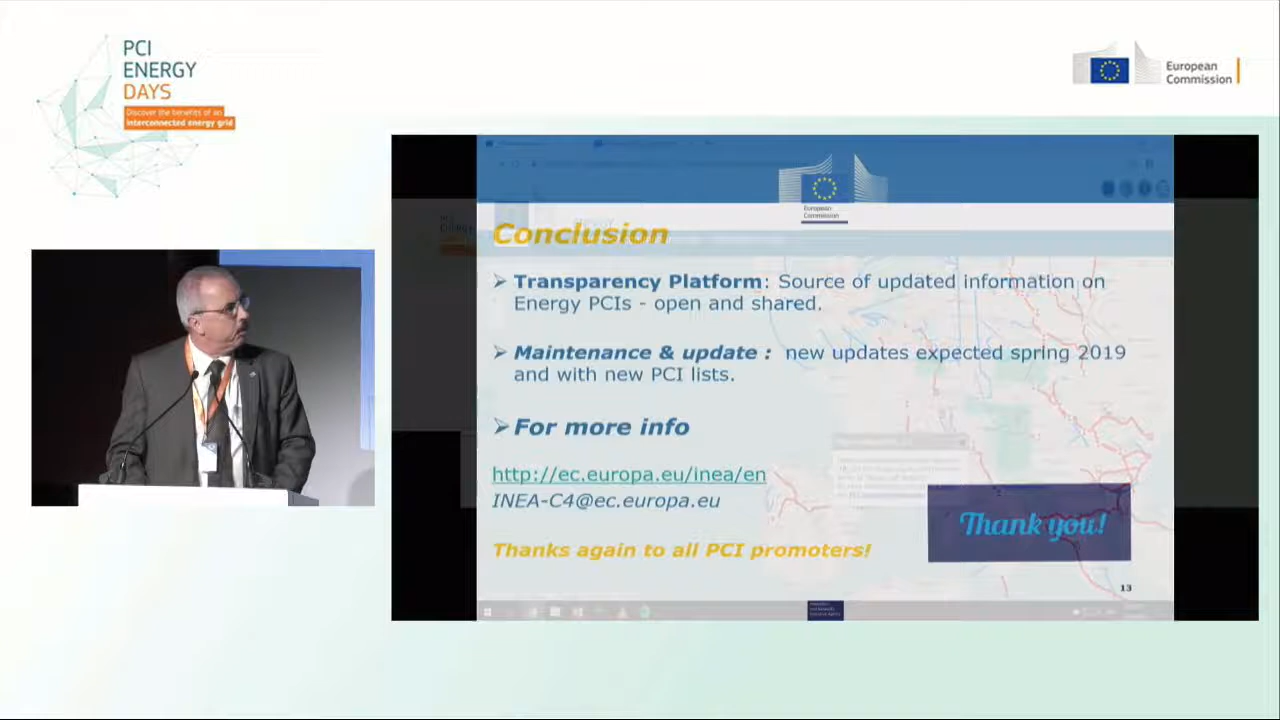 PCI
ENERGY
DAYS
Discover the benefits of an
interconnected energy grid
European
Commission
European
Commission
Conclusion
➢ Transparency Platform: Source of updated information on
Energy PCIs - open and shared.
➢ Maintenance & update : new updates expected spring 2019
and with new PCI lists.
➢ For more info
http://ec.europa.eu/inea/en
INEA-C4@ec.europa.eu
Thank you!
Thanks again to all PCI promoters!
13